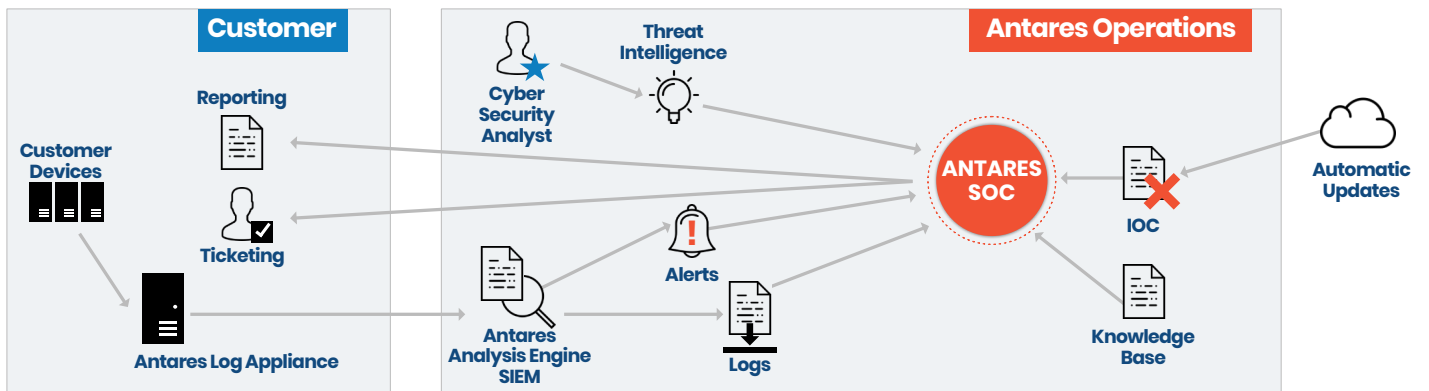 Customer
Antares Operations
Threat
Intelligence
Cyber
Security
Analyst
Reporting
Customer
Devices
Ticketing
Antares Log Appliance
Antares
Analysis Engine
SIEM
!
Alerts
Logs
ANTARES
SOC
IOC
Knowledge
Base
Automatic
Updates